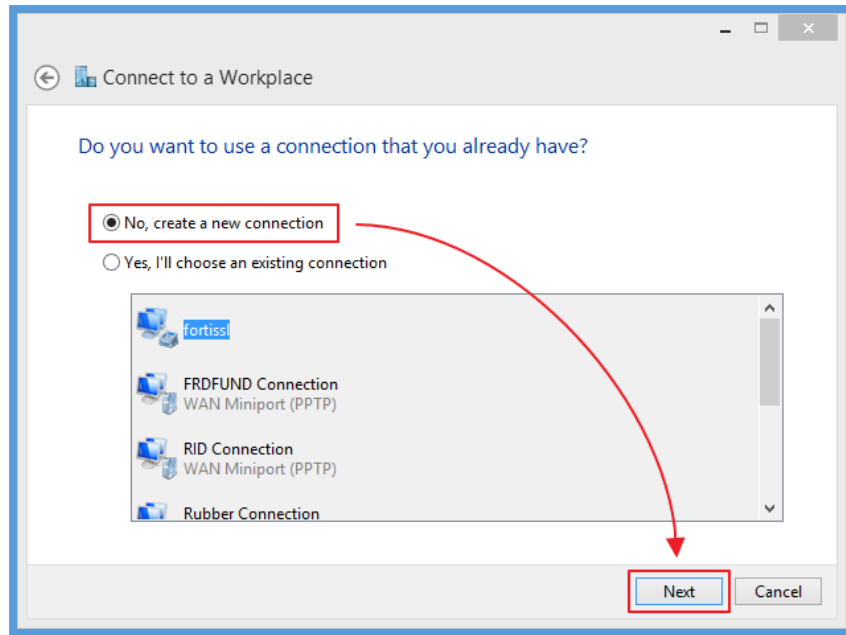 Connect to a Workplace
Do you want to use a connection that you already have?
No, create a new connection
Yes, I'll choose an existing connection
fortissl
FRDFUND Connection
WAN Miniport (PPTP)
RID Connection
WAN Miniport (PPTP)
Rubber Connection
Next
Cancel